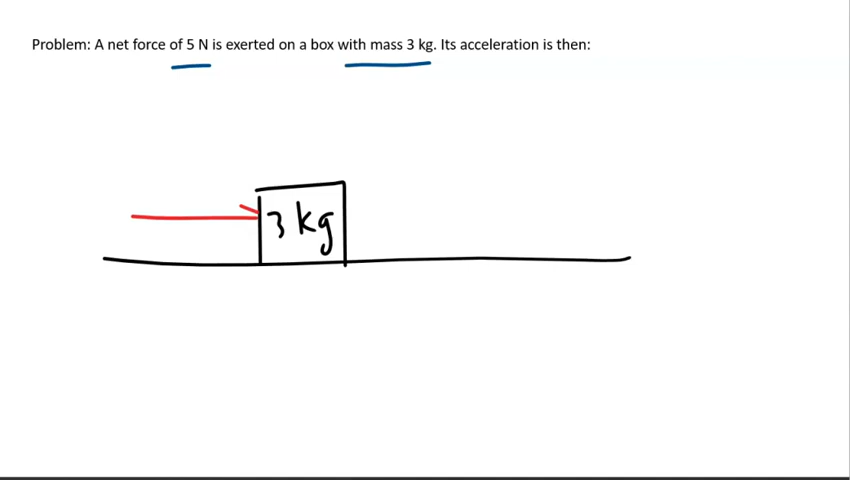 Problem: A net force of 5 N is exerted on a box with mass 3 kg. Its acceleration is then:
3 kg